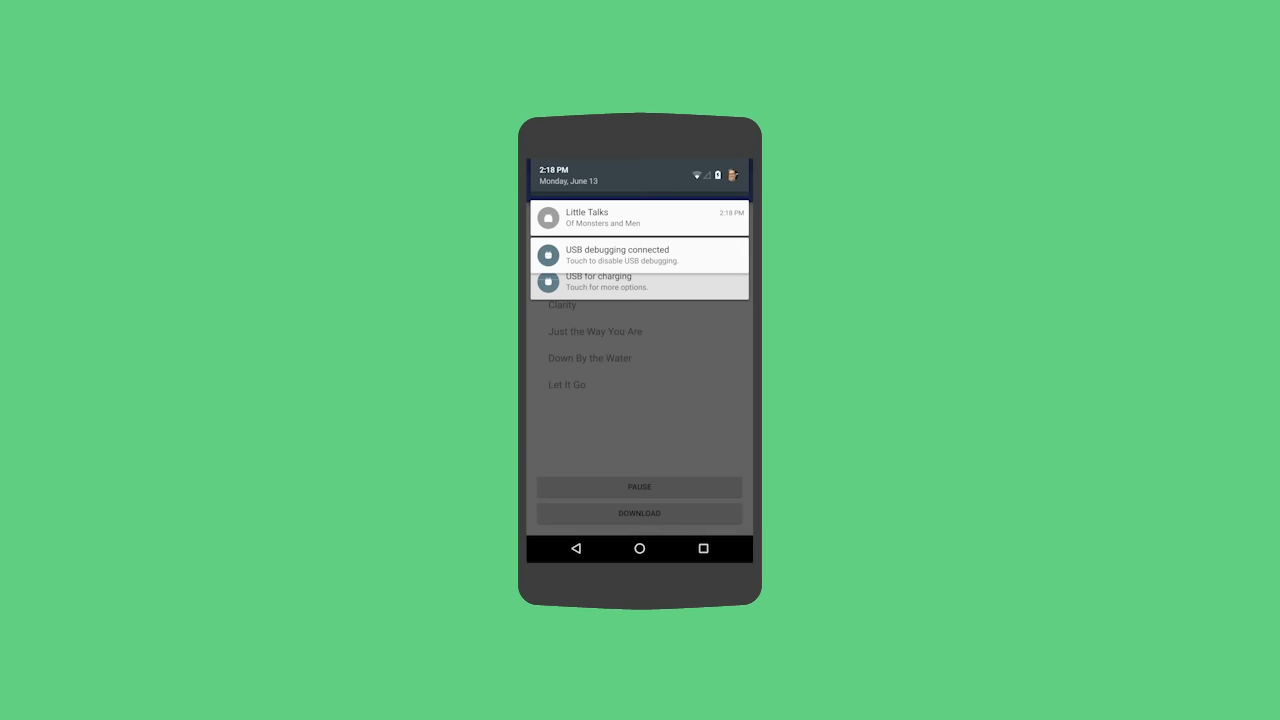 2:18 PM
Monday, June 13
Little Talks
2:18 PM
Of Monsters and Men
USB debugging connected
Touch to disable USB debugging.
USB for charging
Touch for more options.
Clarity
Just the Way You Are
Down By the Water
Let It Go
PAUSE
DOWNLOAD